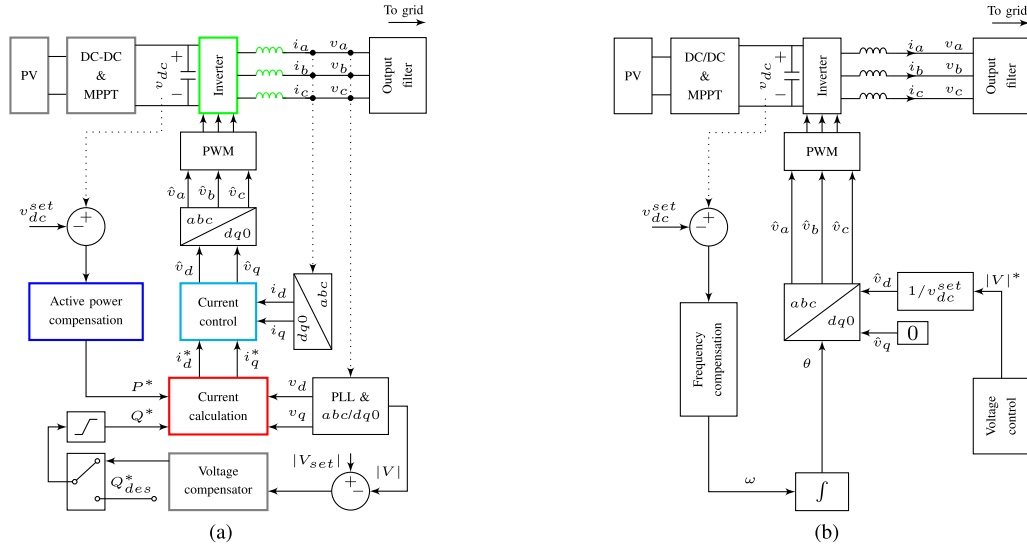 To grid
PV
DC-DC
&
MPPT
v_dc
+
−
Inverter
i_a
v_a
i_b
v_b
i_c
v_c
Output
filter
PWM
v̂_a
v̂_b
v̂_c
v_dc^set
+
−
abc
dq0
v̂_d
v̂_q
Active power
compensation
Current
control
i_d
i_q
abc
dq0
i_d^*
i_q^*
P^*
Q^*
Current
calculation
v_d
v_q
PLL &
abc/dq0
Q_des^*
Voltage
compensator
|V_set|
+
−
|V|
(a)
To grid
PV
DC/DC
&
MPPT
v_dc
+
−
Inverter
i_a
v_a
i_b
v_b
i_c
v_c
Output
filter
PWM
v_dc^set
+
−
v̂_a
v̂_b
v̂_c
Frequency
compensation
abc
dq0
v̂_d
1/v_dc^set
|V|^*
v̂_q
0
θ
Voltage
control
ω
∫
(b)